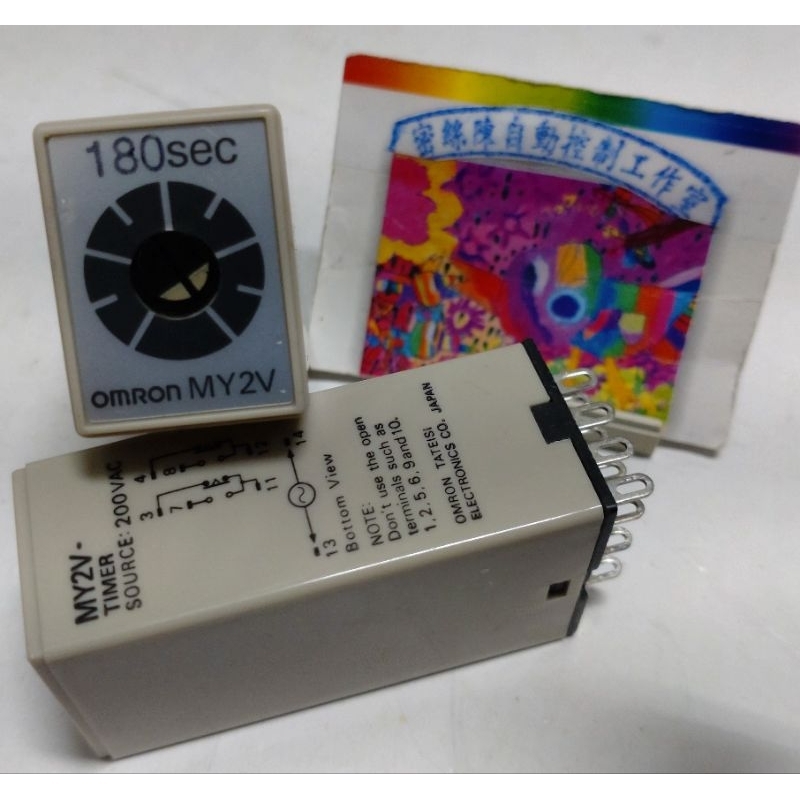 180sec
OMRON MY2V
密絲陳自動控制工作室
MY2V-
TIMER
SOURCE: 200VAC
4
8
12
3
7
11
14
13
Bottom View
NOTE:
Don't use the open
terminals such as
1, 2, 5, 6, 9 and 10.
OMRON TATEISI
ELECTRONICS CO. JAPAN